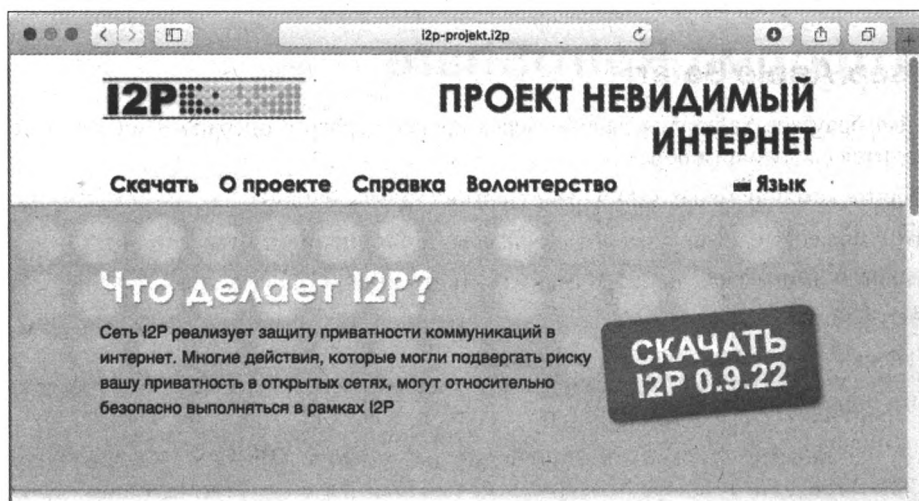 i2p-projekt.i2p
I2P
ПРОЕКТ НЕВИДИМЫЙ
ИНТЕРНЕТ
Скачать О проекте Справка Волонтерство Язык
Что делает I2P?
Сеть I2P реализует защиту приватности коммуникаций в
интернет. Многие действия, которые могли подвергать риску
вашу приватность в открытых сетях, могут относительно
безопасно выполняться в рамках I2P
СКАЧАТЬ
I2P 0.9.22